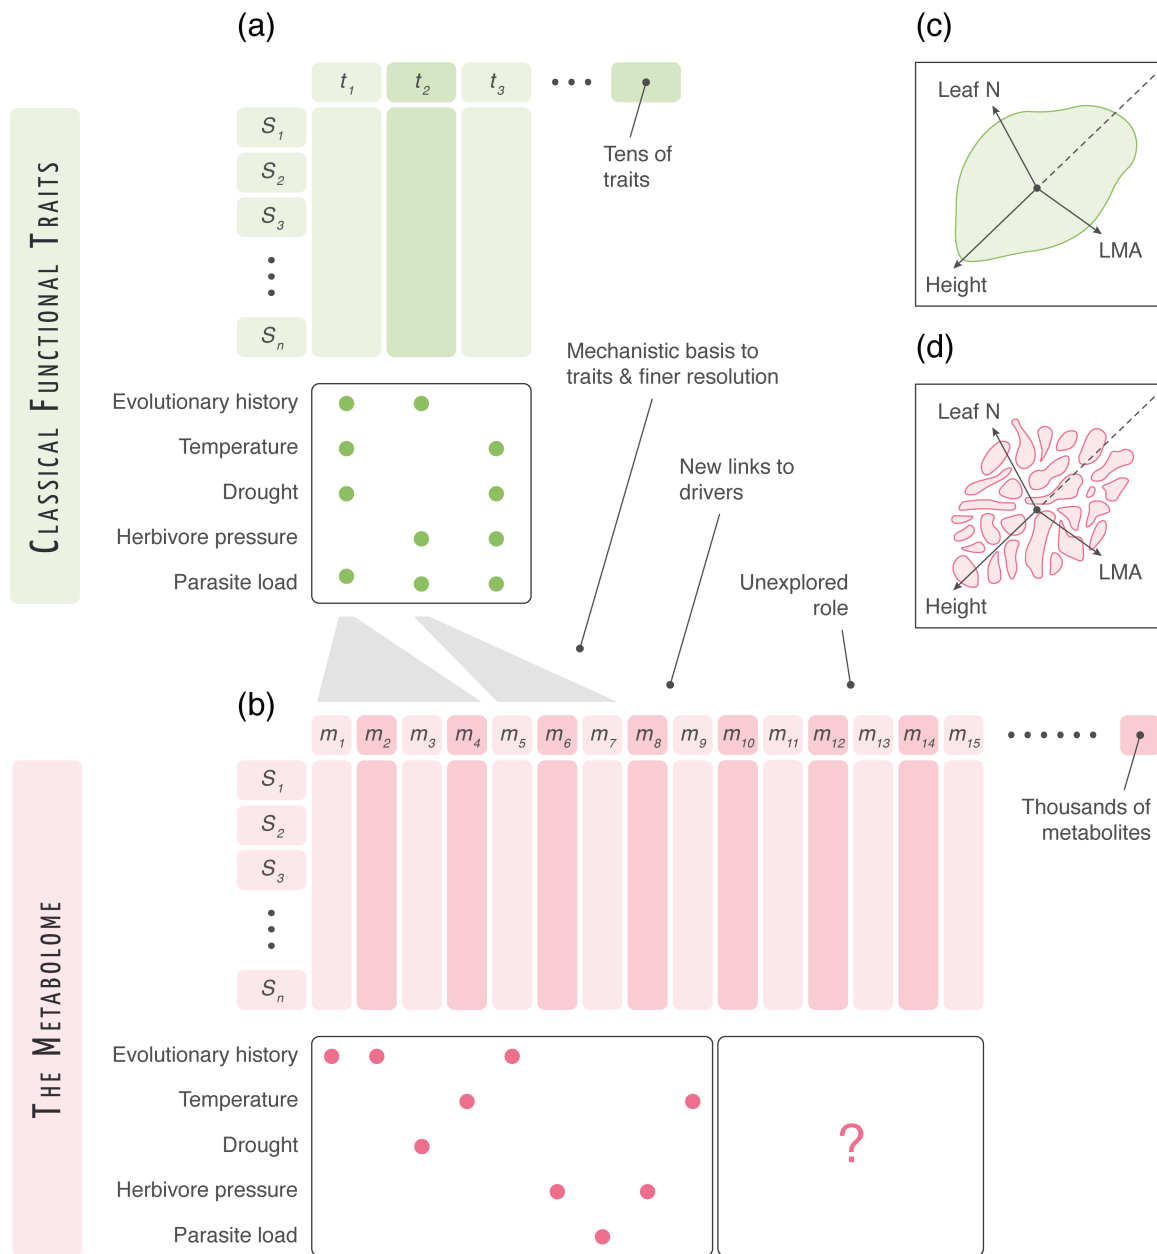 (a)
t1 t2 t3 •••
Tens of
traits
S1
S2
S3
Sn
CLASSICAL FUNCTIONAL TRAITS
Evolutionary history
Temperature
Drought
Herbivore pressure
Parasite load
Mechanistic basis to
traits & finer resolution
New links to
drivers
Unexplored
role
(c)
Leaf N
LMA
Height
(d)
Leaf N
LMA
Height
(b)
m1 m2 m3 m4 m5 m6 m7 m8 m9 m10 m11 m12 m13 m14 m15 ••••••
Thousands of
metabolites
S1
S2
S3
Sn
THE METABOLOME
Evolutionary history
Temperature
Drought
Herbivore pressure
Parasite load
?